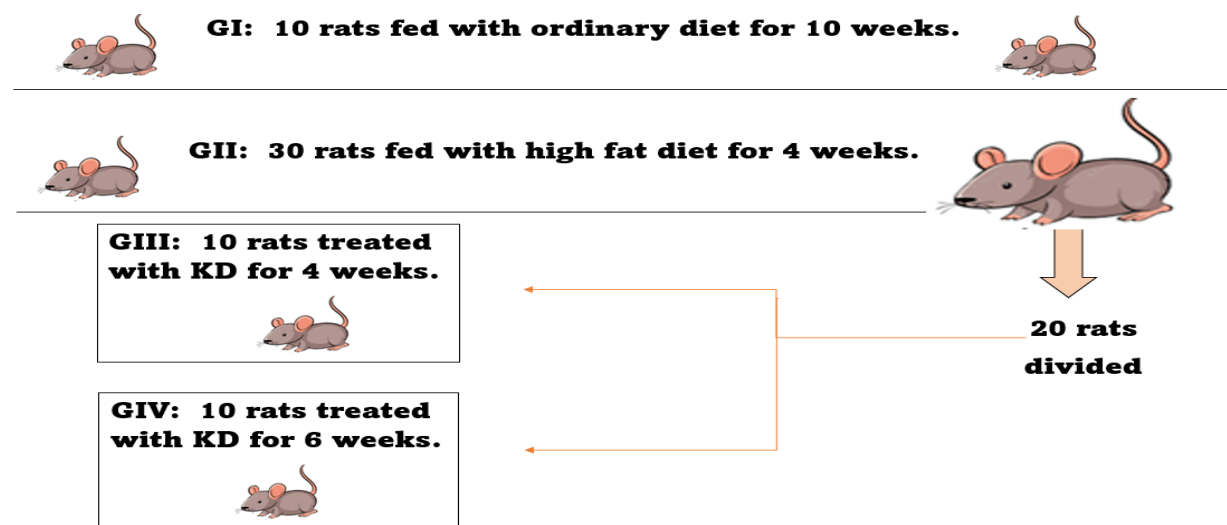 GI: 10 rats fed with ordinary diet for 10 weeks.
GII: 30 rats fed with high fat diet for 4 weeks.
GIII: 10 rats treated
with KD for 4 weeks.
20 rats
divided
GIV: 10 rats treated
with KD for 6 weeks.